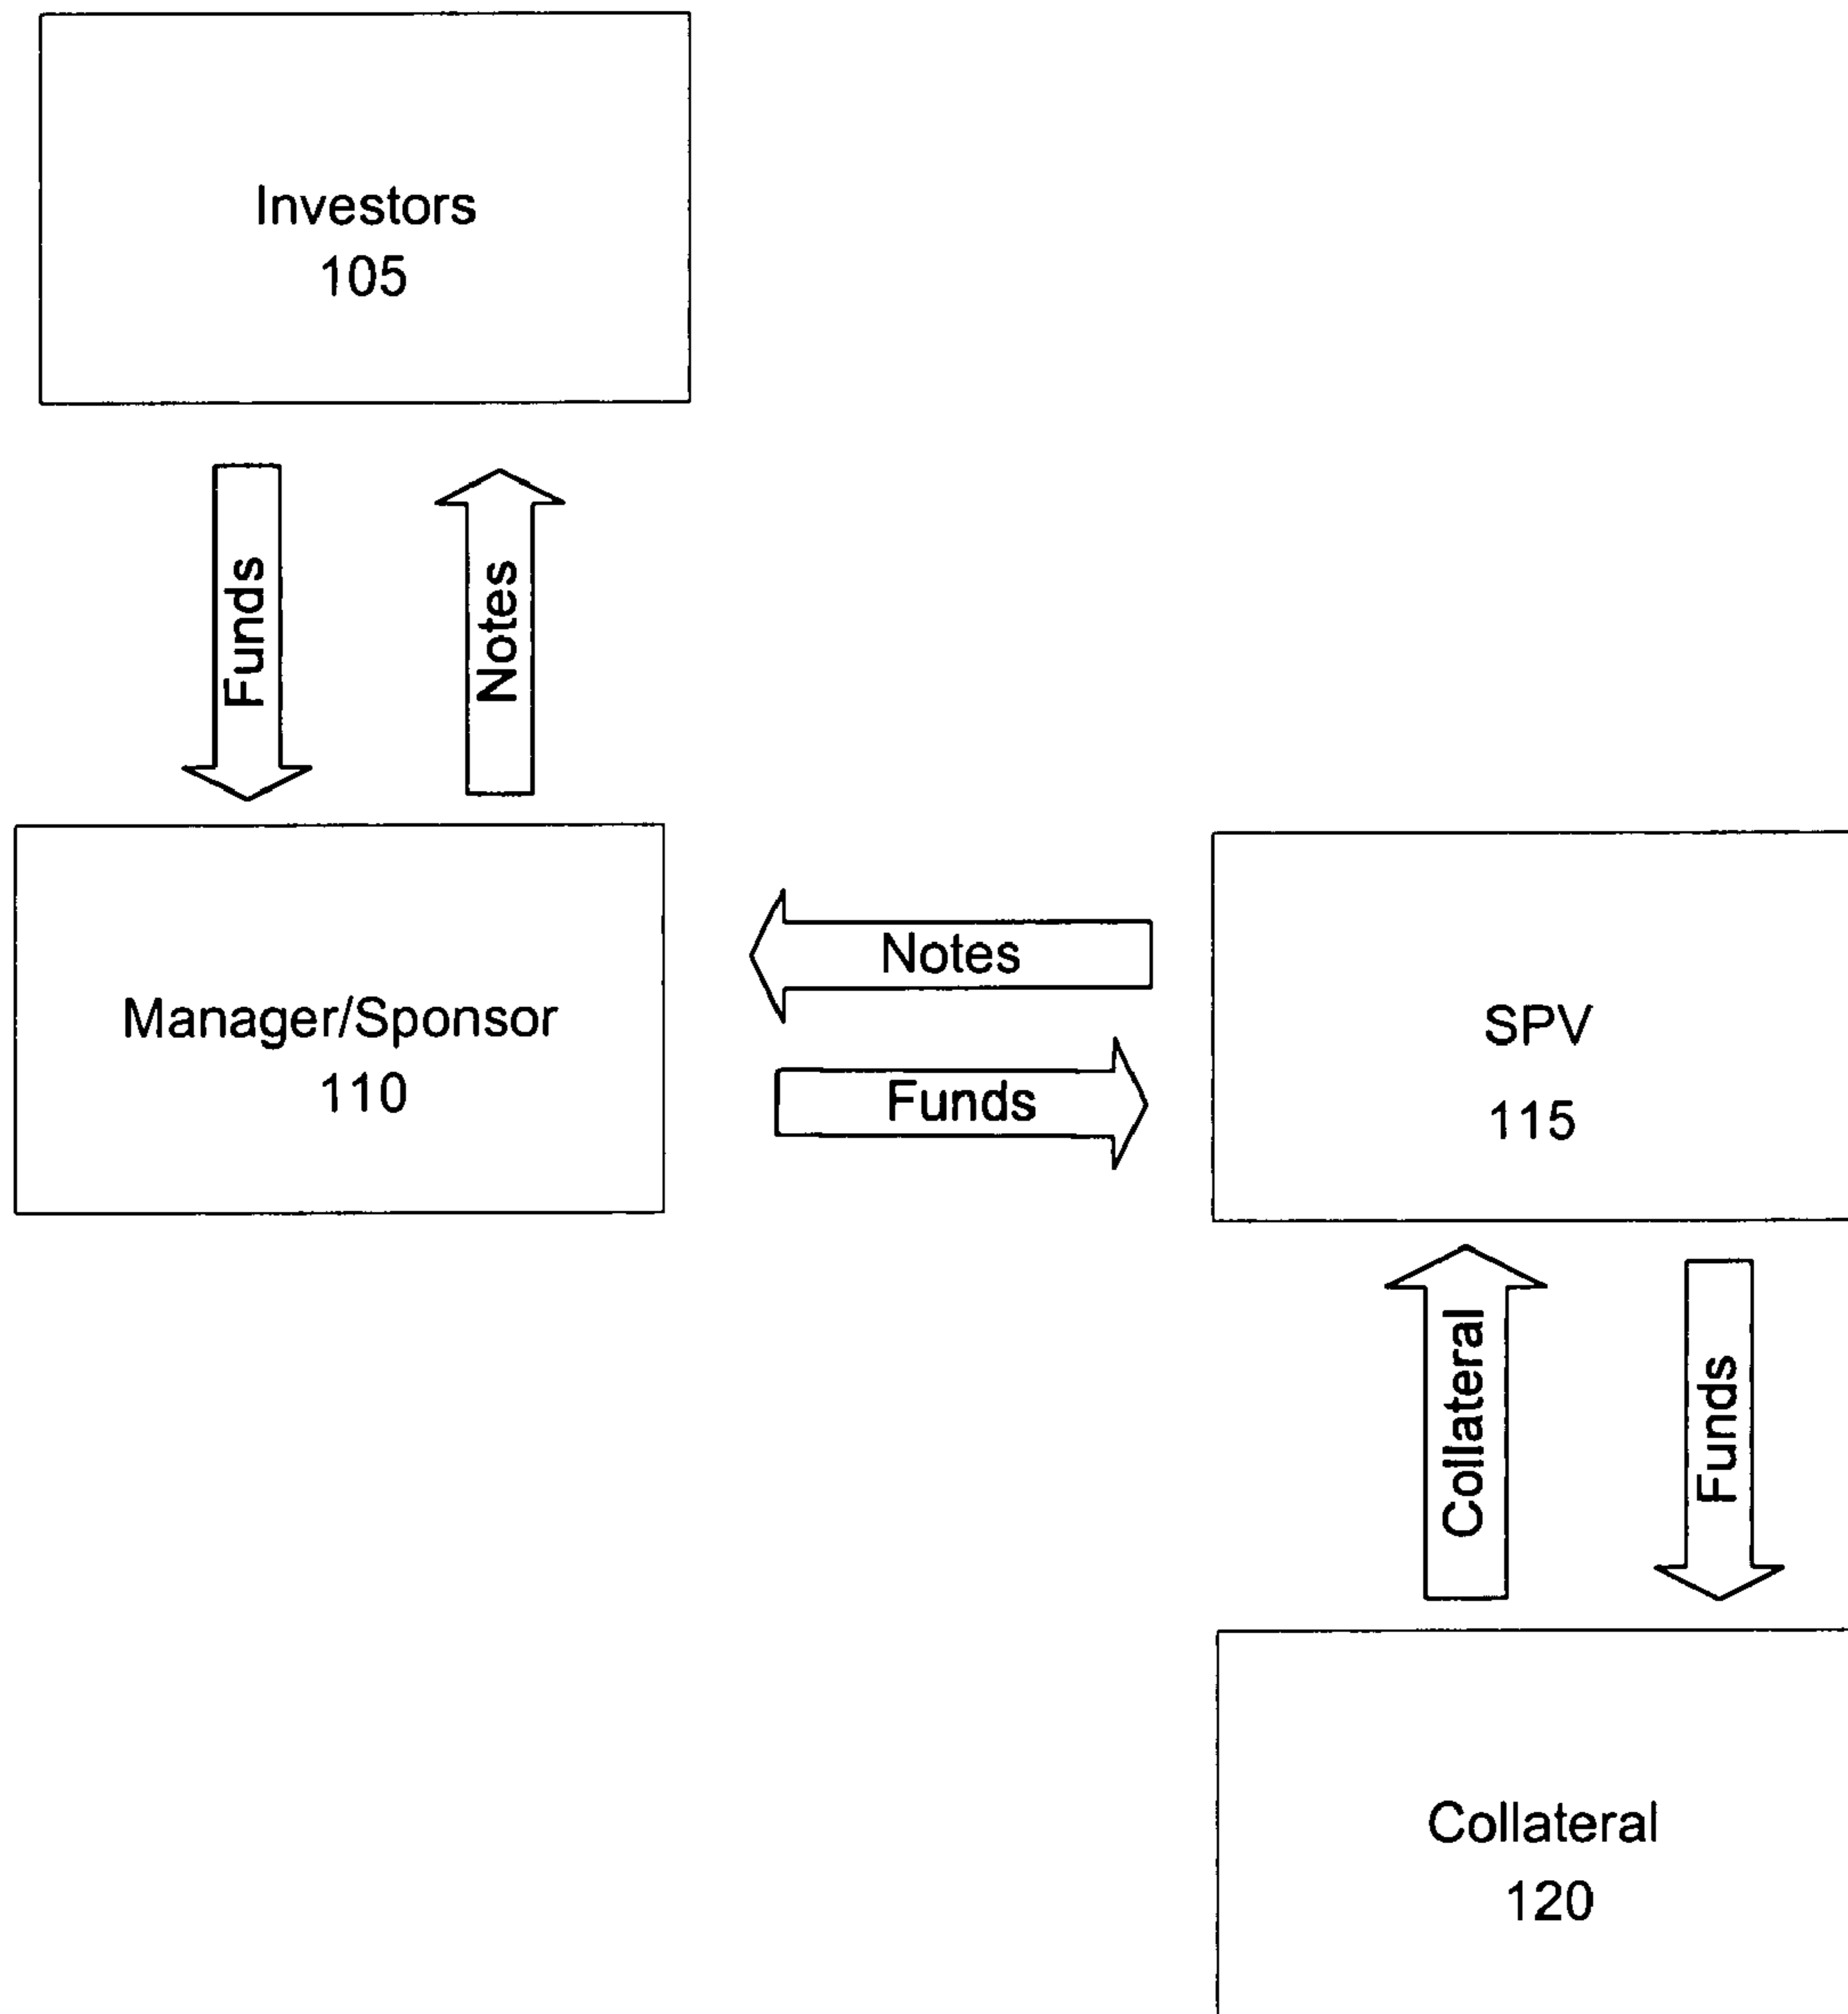 Investors
105
Funds
Notes
Manager/Sponsor
110
Notes
Funds
SPV
115
Collateral
Funds
Collateral
120